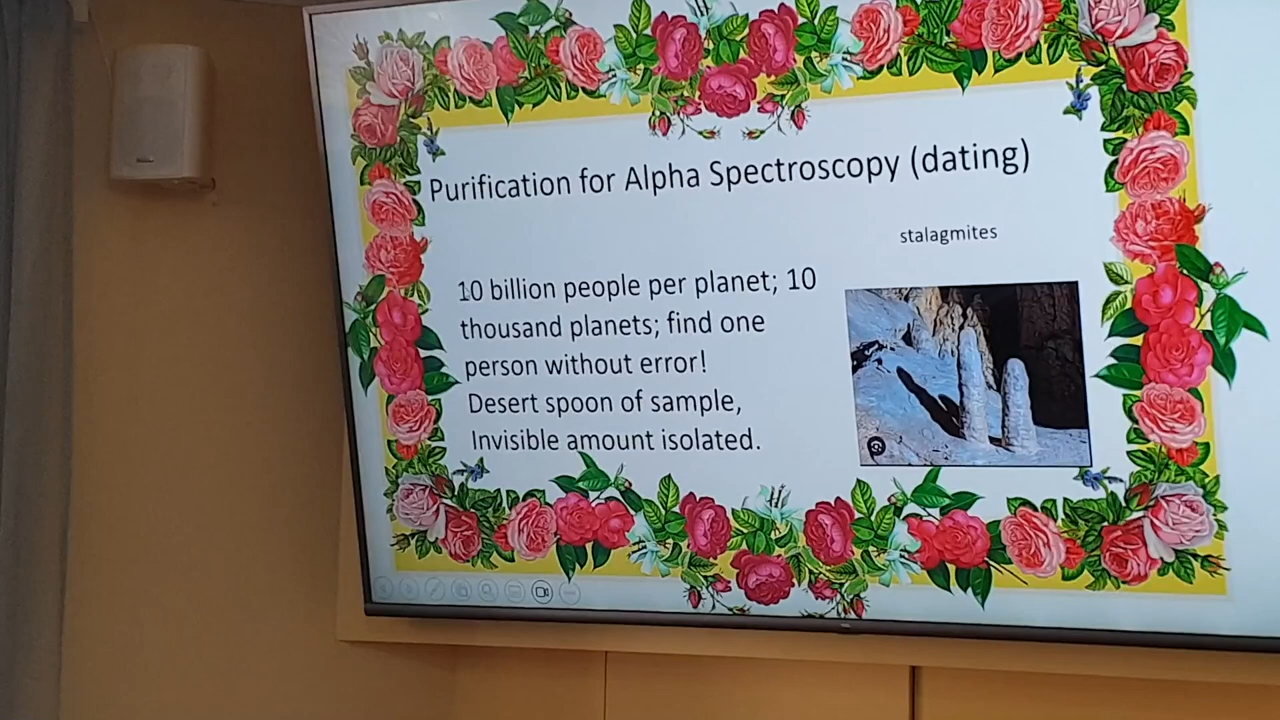 Purification for Alpha Spectroscopy (dating)
stalagmites
10 billion people per planet; 10
thousand planets; find one
person without error!
Desert spoon of sample,
Invisible amount isolated.